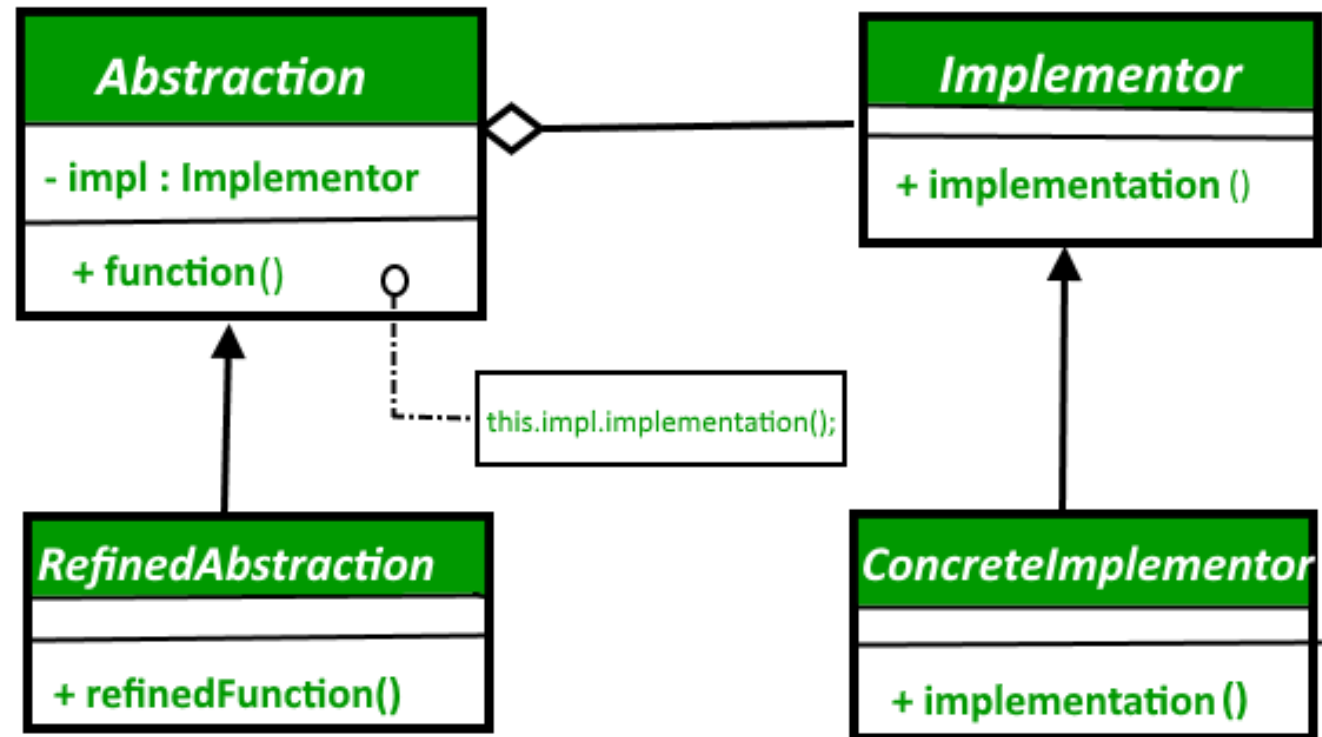 Abstraction
- impl : Implementor
+ function()
Implementor
+ implementation ()
this.impl.implementation();
RefinedAbstraction
+ refinedFunction()
ConcreteImplementor
+ implementation ()